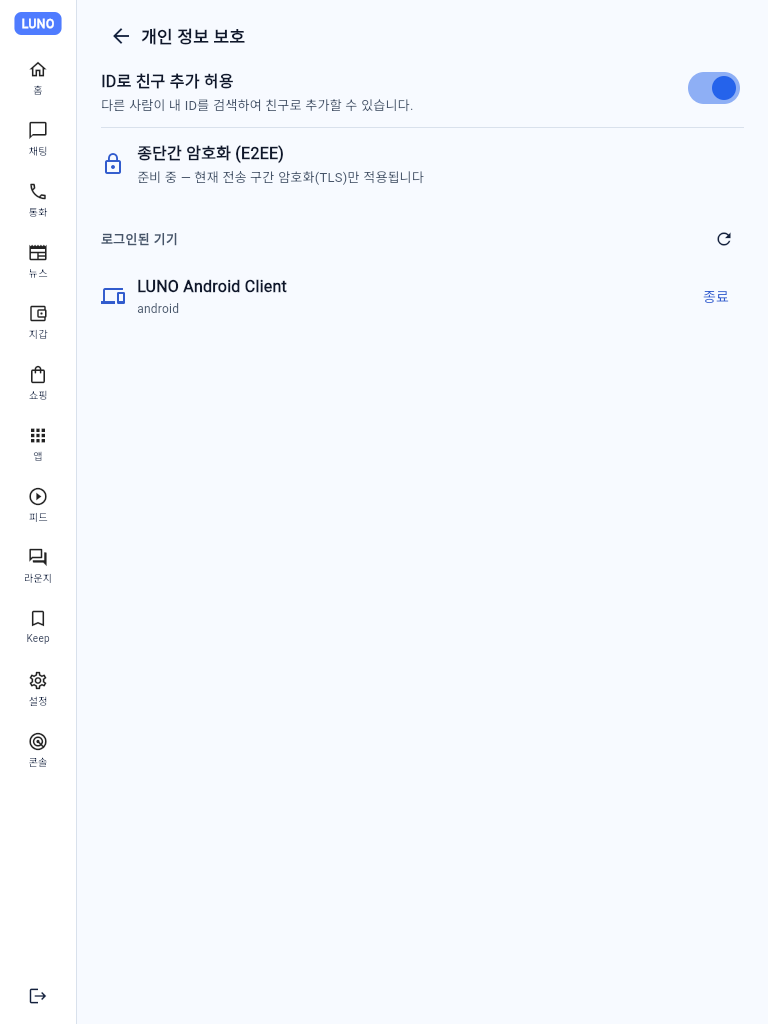 LUNO
홈
채팅
통화
뉴스
지갑
쇼핑
앱
피드
라운지
Keep
설정
콘솔
개인 정보 보호
ID로 친구 추가 허용
다른 사람이 내 ID를 검색하여 친구로 추가할 수 있습니다.
종단간 암호화 (E2EE)
준비 중 — 현재 전송 구간 암호화(TLS)만 적용됩니다
로그인된 기기
LUNO Android Client
android
종료